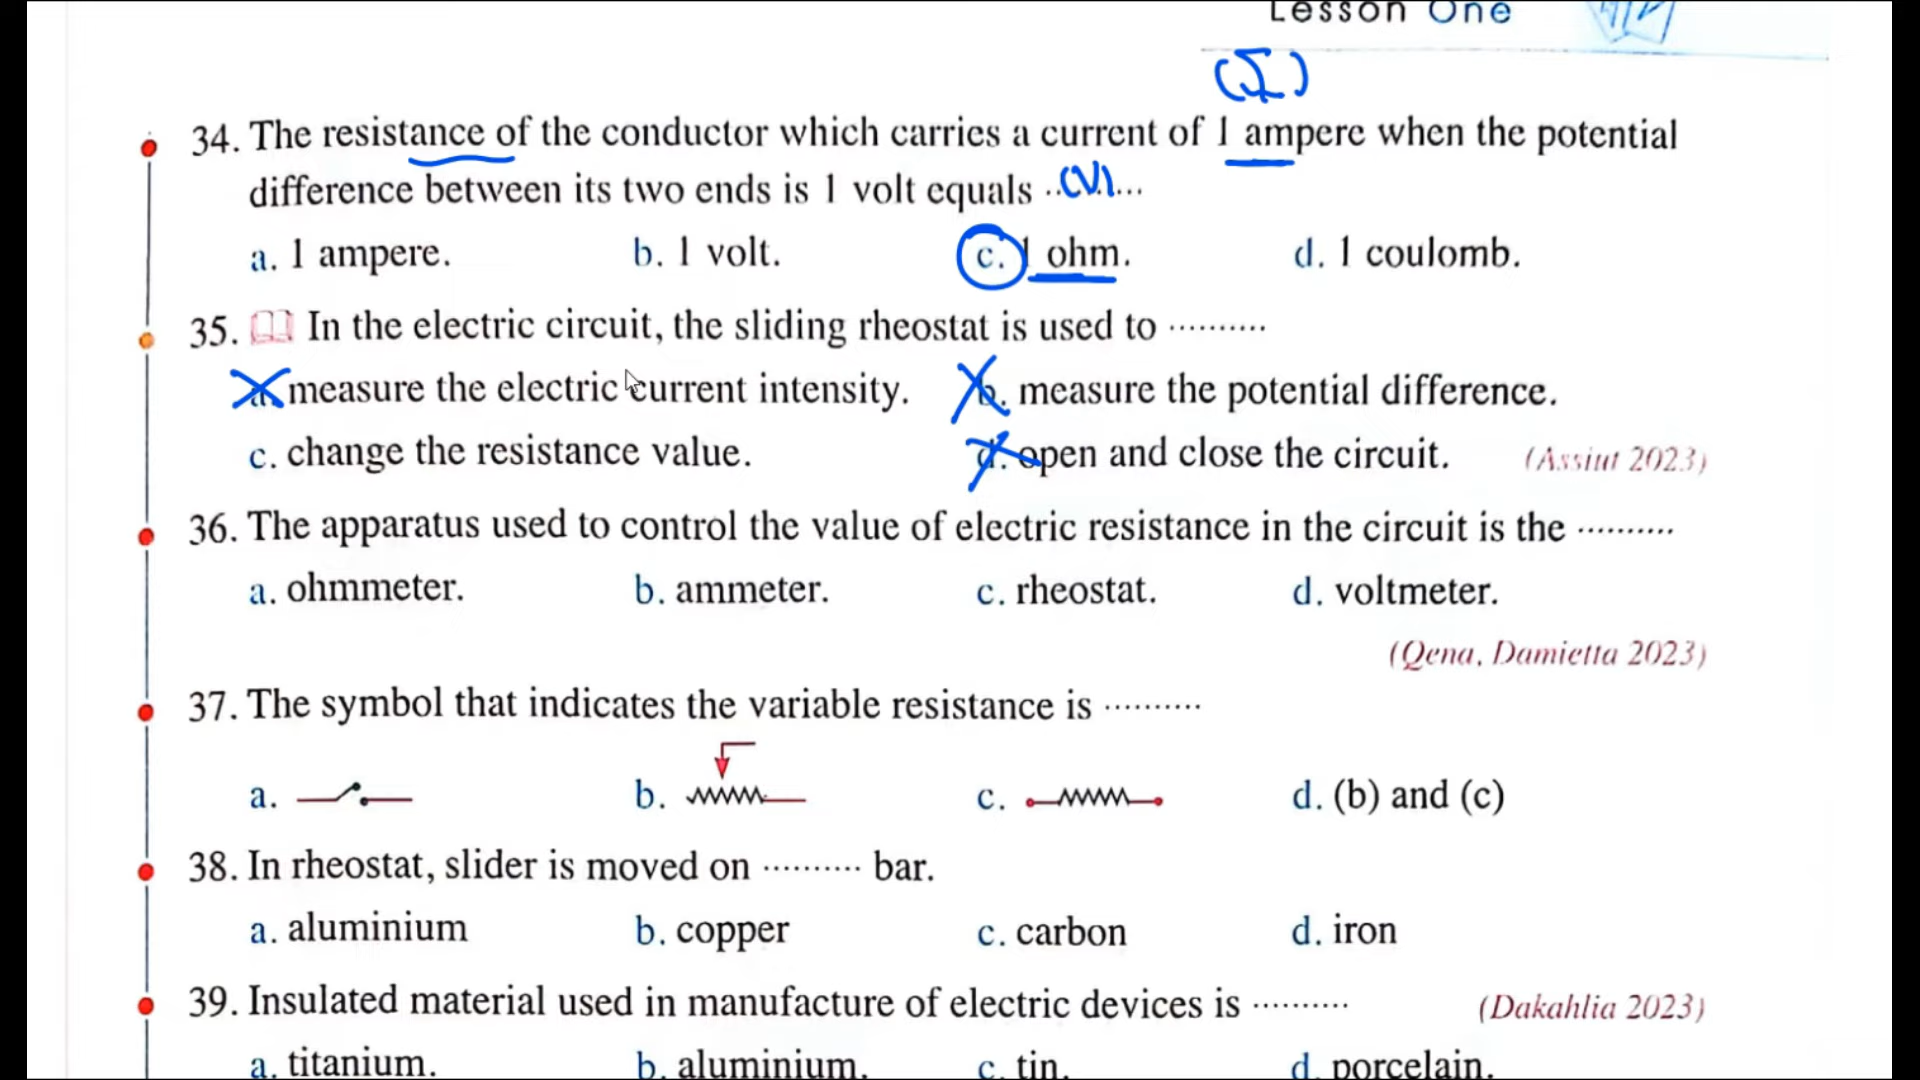 Lesson One
(I)
34. The resistance of the conductor which carries a current of 1 ampere when the potential
difference between its two ends is 1 volt equals ..(V)...
a. 1 ampere. b. 1 volt. c. 1 ohm. d. 1 coulomb.
35. In the electric circuit, the sliding rheostat is used to ..........
a. measure the electric current intensity. b. measure the potential difference.
c. change the resistance value. d. open and close the circuit. (Assiut 2023)
36. The apparatus used to control the value of electric resistance in the circuit is the ..........
a. ohmmeter. b. ammeter. c. rheostat. d. voltmeter.
(Qena, Damietta 2023)
37. The symbol that indicates the variable resistance is ..........
a. b. c. d. (b) and (c)
38. In rheostat, slider is moved on .......... bar.
a. aluminium b. copper c. carbon d. iron
39. Insulated material used in manufacture of electric devices is .......... (Dakahlia 2023)
a. titanium. b. aluminium. c. tin. d. porcelain.